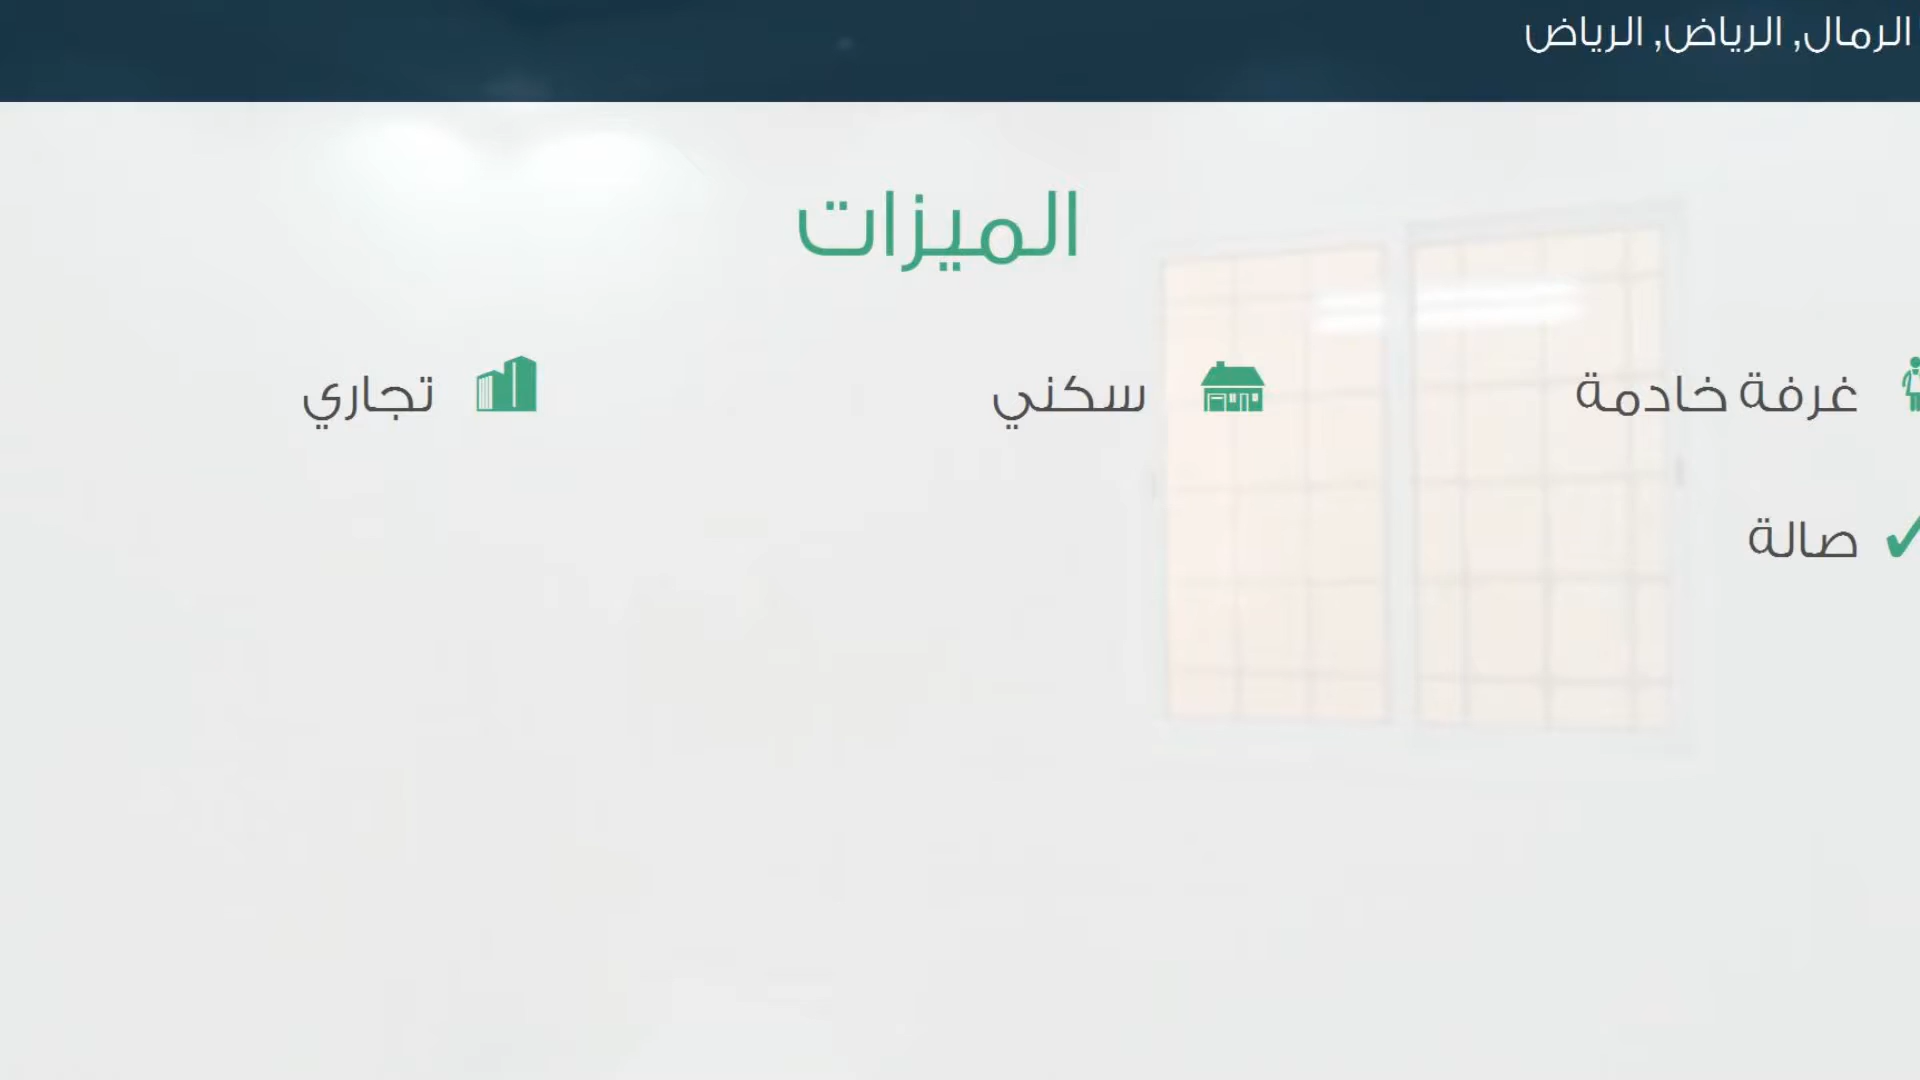 الرمال, الرياض, الرياض
الميزات
غرفة خادمة
سكني
تجاري
صالة